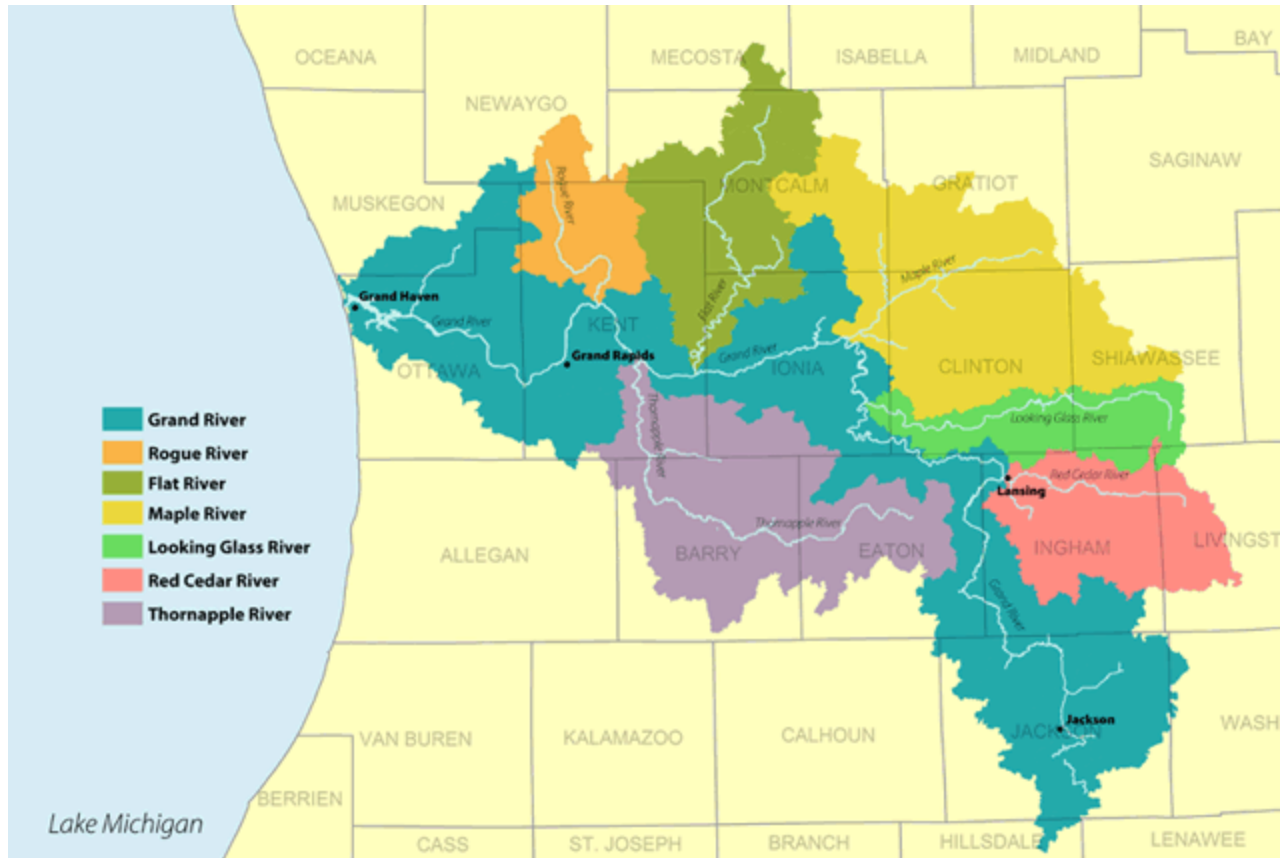 OCEANA
MECOSTA
ISABELLA
MIDLAND
BAY
NEWAYGO
SAGINAW
MUSKEGON
Rogue River
MONTCALM
GRATIOT
Maple River
Grand Haven
Flat River
Grand River
KENT
Grand River
Grand Rapids
IONIA
CLINTON
SHIAWASSEE
OTTAWA
Thornapple River
Looking Glass River
Grand River
Rogue River
Flat River
Maple River
Looking Glass River
Red Cedar River
Thornapple River
Red Cedar River
Lansing
Thornapple River
ALLEGAN
BARRY
EATON
INGHAM
LIVINGST
Grand River
Jackson
VAN BUREN
KALAMAZOO
CALHOUN
JACKSON
WASH
BERRIEN
Lake Michigan
CASS
ST. JOSEPH
BRANCH
HILLSDALE
LENAWEE